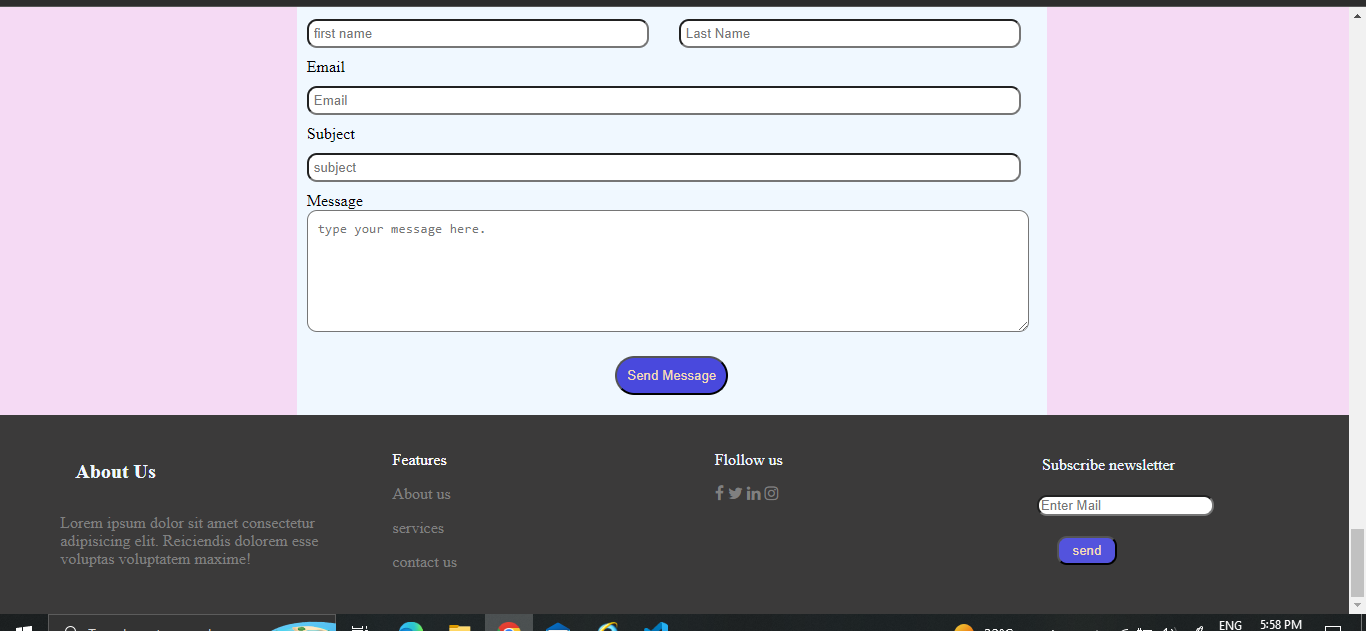 first name Last Name
Email
Email
Subject
subject
Message
type your message here.
Send Message
About Us
Lorem ipsum dolor sit amet consectetur
adipisicing elit. Reiciendis dolorem esse
voluptas voluptatem maxime!
Features
About us
services
contact us
Flollow us
Subscribe newsletter
Enter Mail
send
ENG 5:58 PM